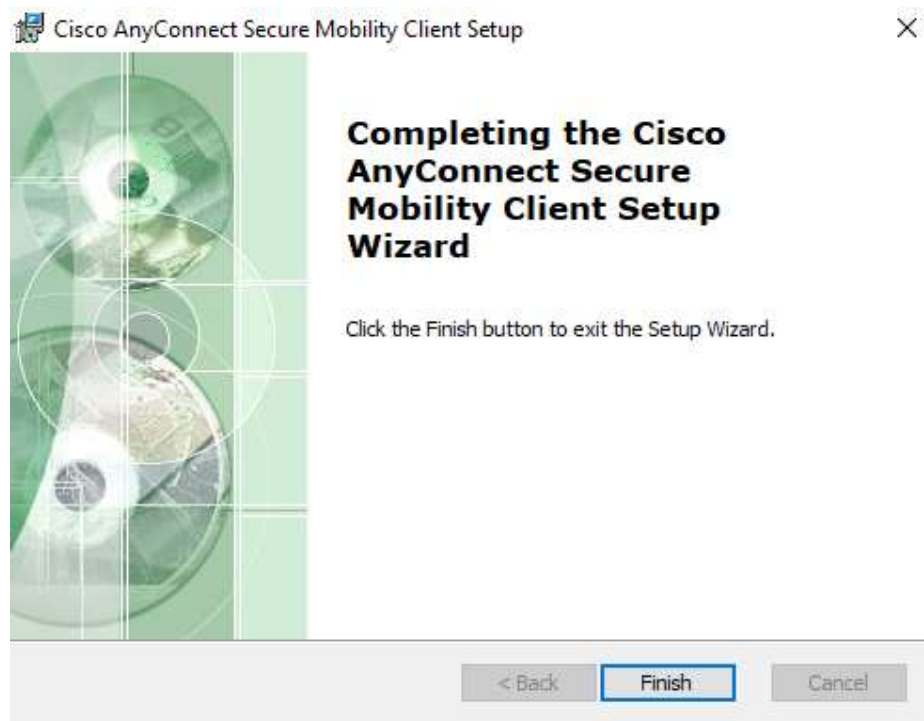 Cisco AnyConnect Secure Mobility Client Setup
Completing the Cisco
AnyConnect Secure
Mobility Client Setup
Wizard
Click the Finish button to exit the Setup Wizard.
< Back Finish Cancel